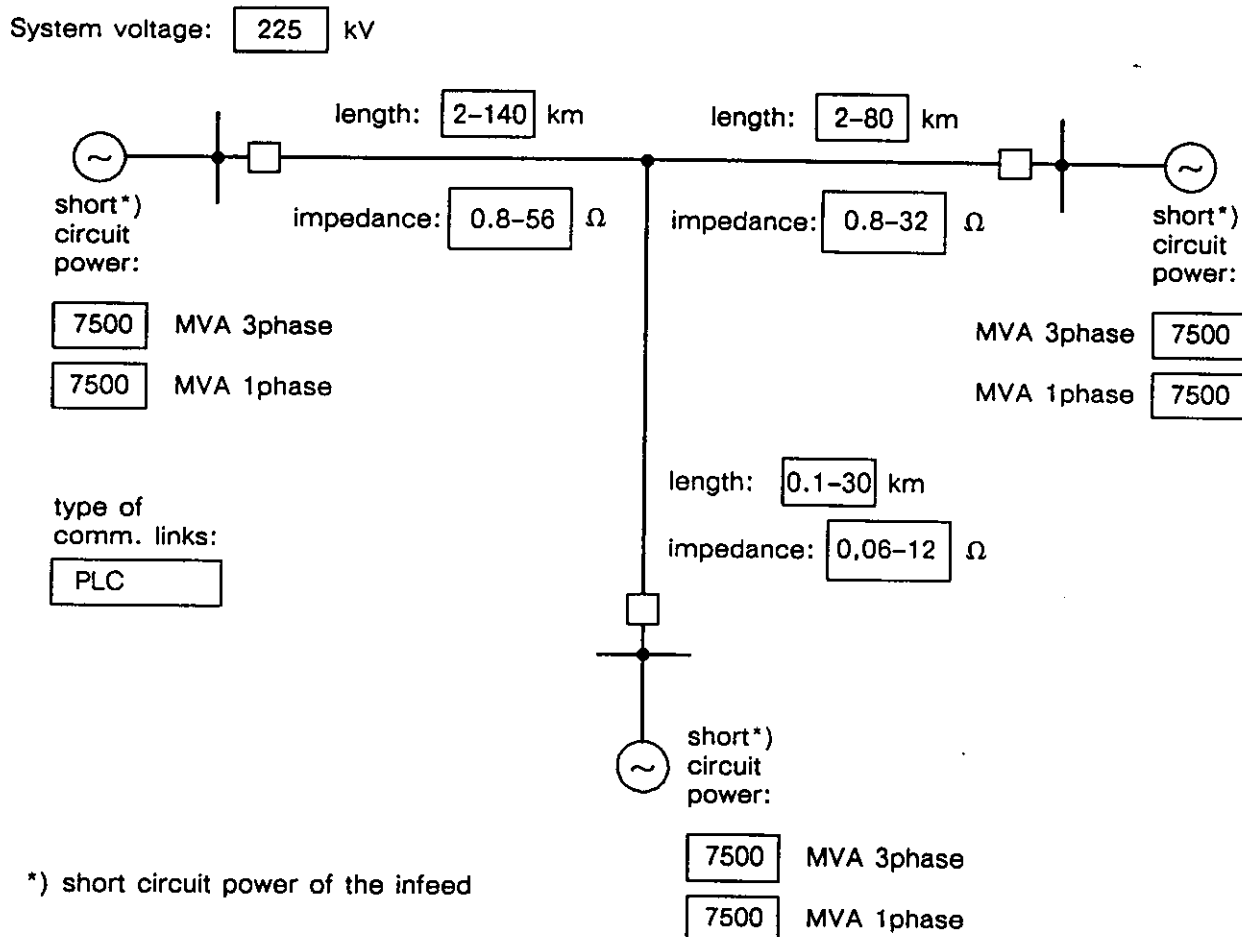 System voltage: 225 kV
length: 2-140 km
length: 2-80 km
~
~
impedance: 0.8-56 Ω
impedance: 0.8-32 Ω
short*)
circuit
power:
short*)
circuit
power:
7500 MVA 3phase
7500 MVA 1phase
MVA 3phase 7500
MVA 1phase 7500
length: 0.1-30 km
impedance: 0,06-12 Ω
type of
comm. links:
PLC
~
short*)
circuit
power:
7500 MVA 3phase
7500 MVA 1phase
*) short circuit power of the infeed